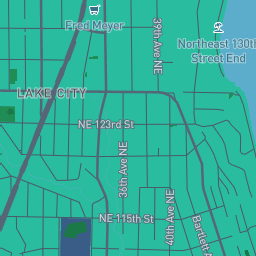 Fred Meyer
39th Ave NE
Northeast 130th
Street End
LAKE CITY
NE 123rd St
36th Ave NE
NE 115th St
40th Ave NE
Bartlett